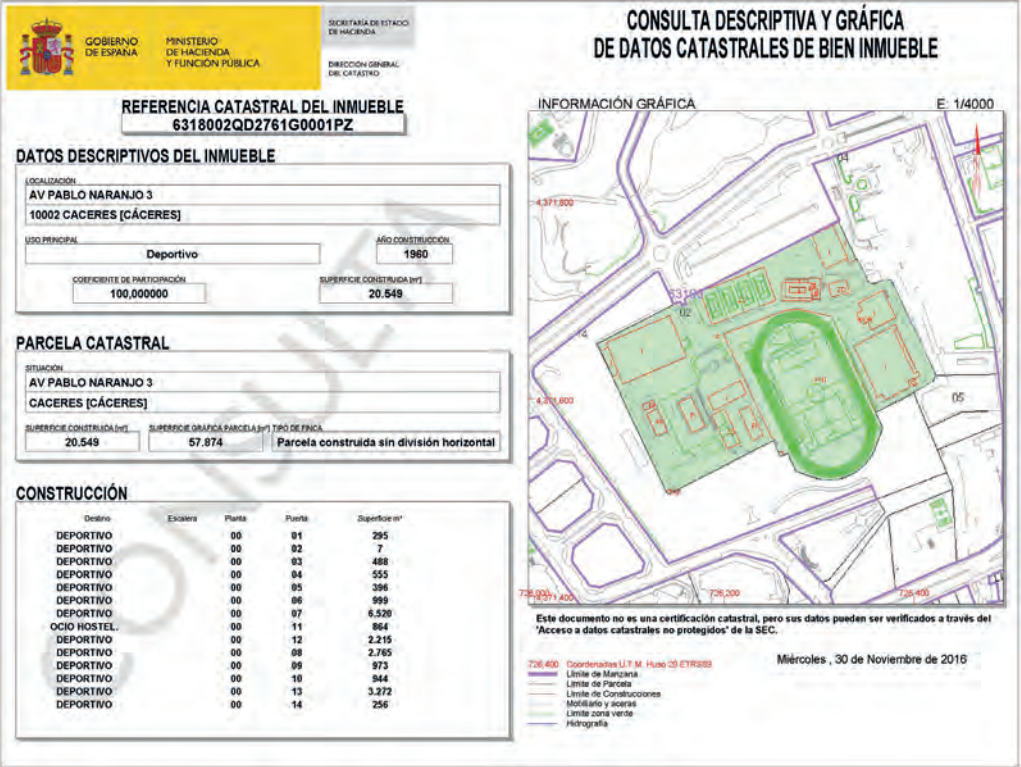 GOBIERNO
DE ESPAÑA
MINISTERIO
DE HACIENDA
Y FUNCIÓN PÚBLICA
SECRETARÍA DE ESTADO
DE HACIENDA
DIRECCIÓN GENERAL
DEL CATASTRO
CONSULTA DESCRIPTIVA Y GRÁFICA
DE DATOS CATASTRALES DE BIEN INMUEBLE
REFERENCIA CATASTRAL DEL INMUEBLE
6318002QD2761G0001PZ
DATOS DESCRIPTIVOS DEL INMUEBLE
LOCALIZACIÓN
AV PABLO NARANJO 3
10002 CACERES [CÁCERES]
USO PRINCIPAL AÑO CONSTRUCCIÓN
Deportivo 1960
COEFICIENTE DE PARTICIPACIÓN SUPERFICIE CONSTRUIDA [m²]
100,000000 20.549
PARCELA CATASTRAL
SITUACIÓN
AV PABLO NARANJO 3
CACERES [CÁCERES]
SUPERFICIE CONSTRUIDA [m²] SUPERFICIE GRÁFICA PARCELA [m²] TIPO DE FINCA
20.549 57.874 Parcela construida sin división horizontal
CONSTRUCCIÓN
Destino Escalera Planta Puerta Superficie m²
DEPORTIVO 00 01 295
DEPORTIVO 00 02 7
DEPORTIVO 00 03 488
DEPORTIVO 00 04 555
DEPORTIVO 00 05 396
DEPORTIVO 00 06 999
DEPORTIVO 00 07 6.520
OCIO HOSTEL. 00 11 864
DEPORTIVO 00 12 2.215
DEPORTIVO 00 08 2.765
DEPORTIVO 00 09 973
DEPORTIVO 00 10 944
DEPORTIVO 00 13 3.272
DEPORTIVO 00 14 256
CONSULTA
INFORMACIÓN GRÁFICA E: 1/4000
04
4,371,800
02
4,371,600
05
4,371,400
726,200
726,400
Este documento no es una certificación catastral, pero sus datos pueden ser verificados a través del
'Acceso a datos catastrales no protegidos' de la SEC.
726,400 Coordenadas U.T.M. Huso 29 ETRS89
Límite de Manzana
Límite de Parcela
Límite de Construcciones
Mobiliario y aceras
Límite zona verde
Hidrografía
Miércoles , 30 de Noviembre de 2016